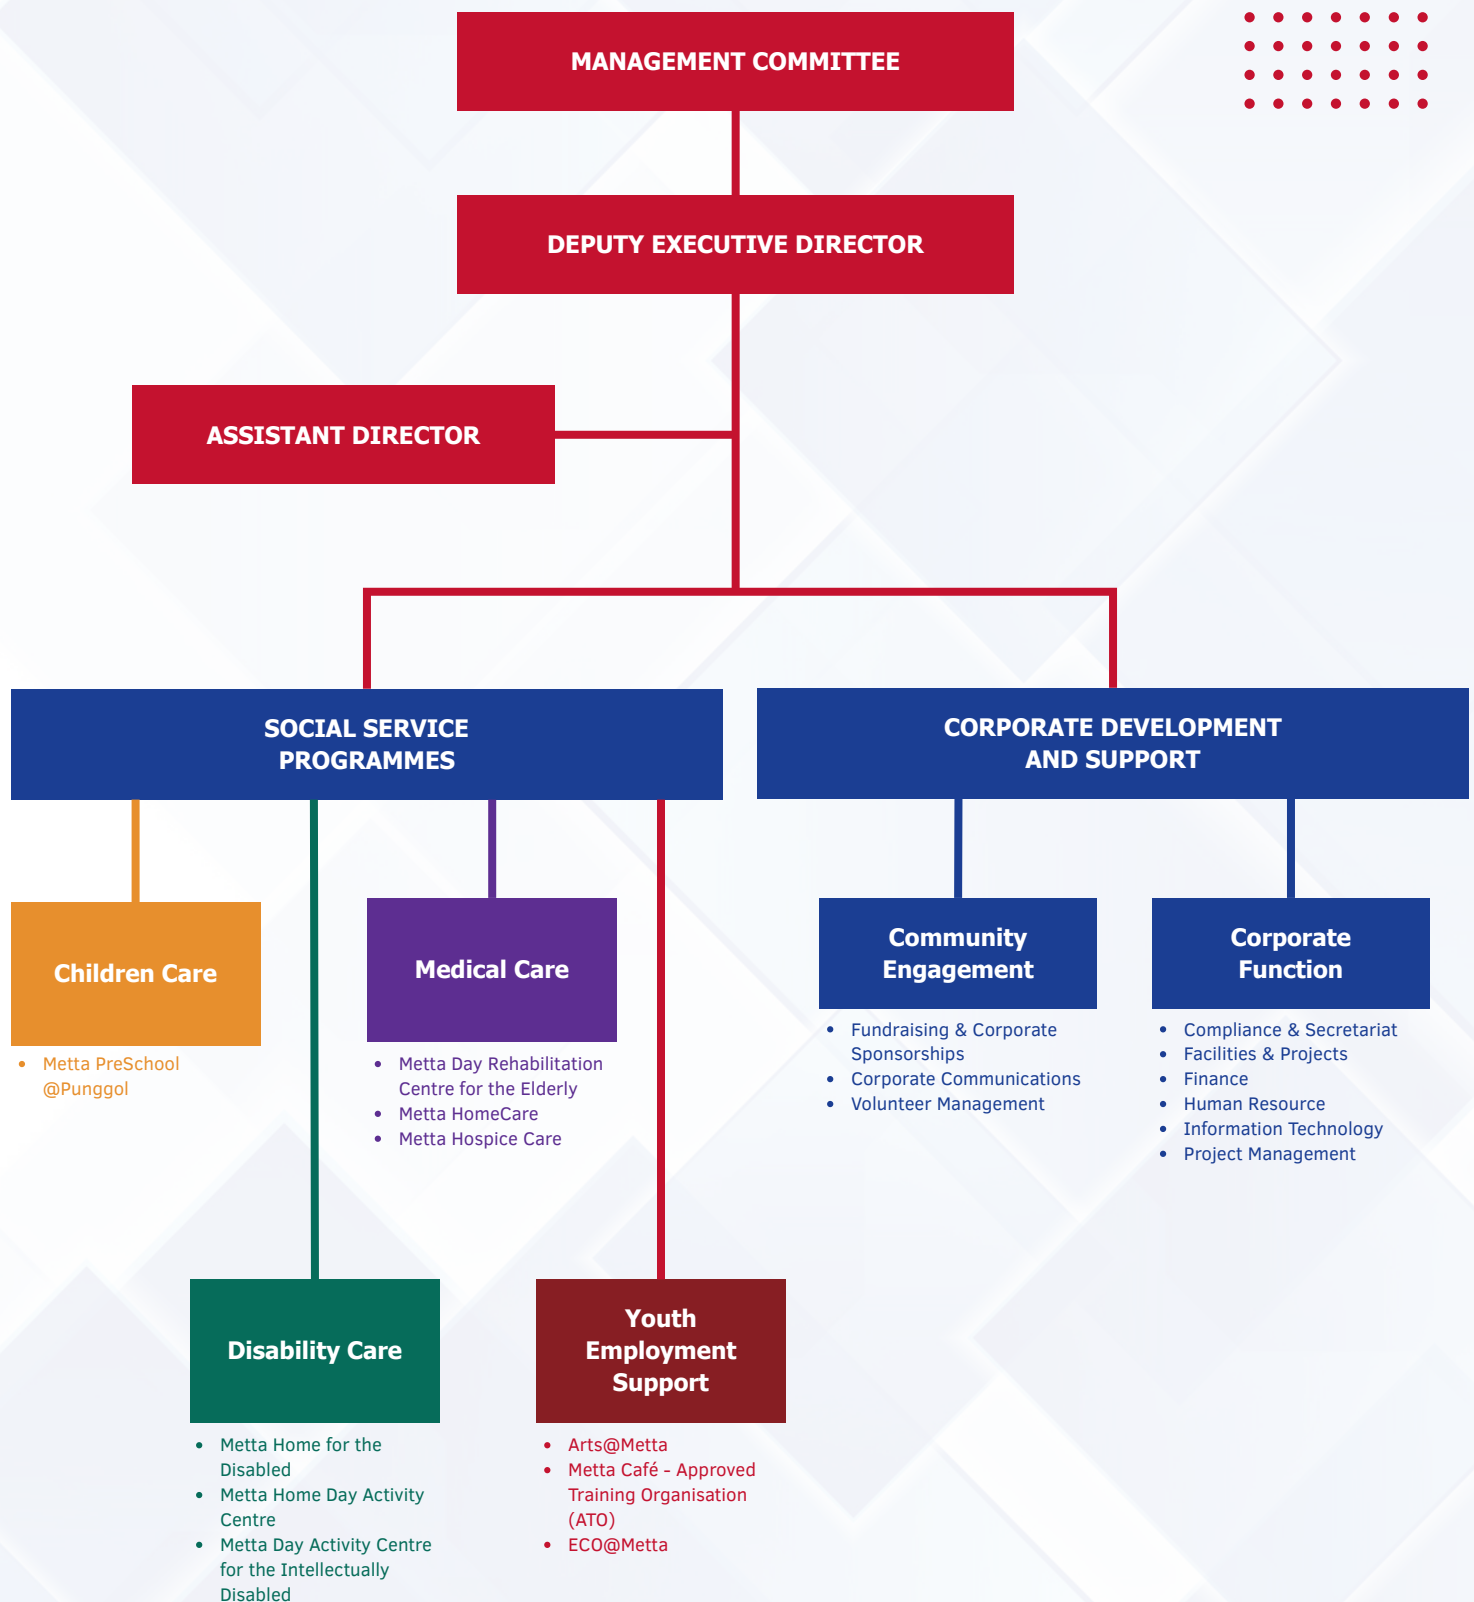 MANAGEMENT COMMITTEE
DEPUTY EXECUTIVE DIRECTOR
ASSISTANT DIRECTOR
SOCIAL SERVICE
PROGRAMMES
CORPORATE DEVELOPMENT
AND SUPPORT
Children Care
• Metta PreSchool
@Punggol
Medical Care
• Metta Day Rehabilitation
Centre for the Elderly
• Metta HomeCare
• Metta Hospice Care
Community
Engagement
• Fundraising & Corporate
Sponsorships
• Corporate Communications
• Volunteer Management
Corporate
Function
• Compliance & Secretariat
• Facilities & Projects
• Finance
• Human Resource
• Information Technology
• Project Management
Disability Care
• Metta Home for the
Disabled
• Metta Home Day Activity
Centre
• Metta Day Activity Centre
for the Intellectually
Disabled
Youth
Employment
Support
• Arts@Metta
• Metta Café - Approved
Training Organisation
(ATO)
• ECO@Metta